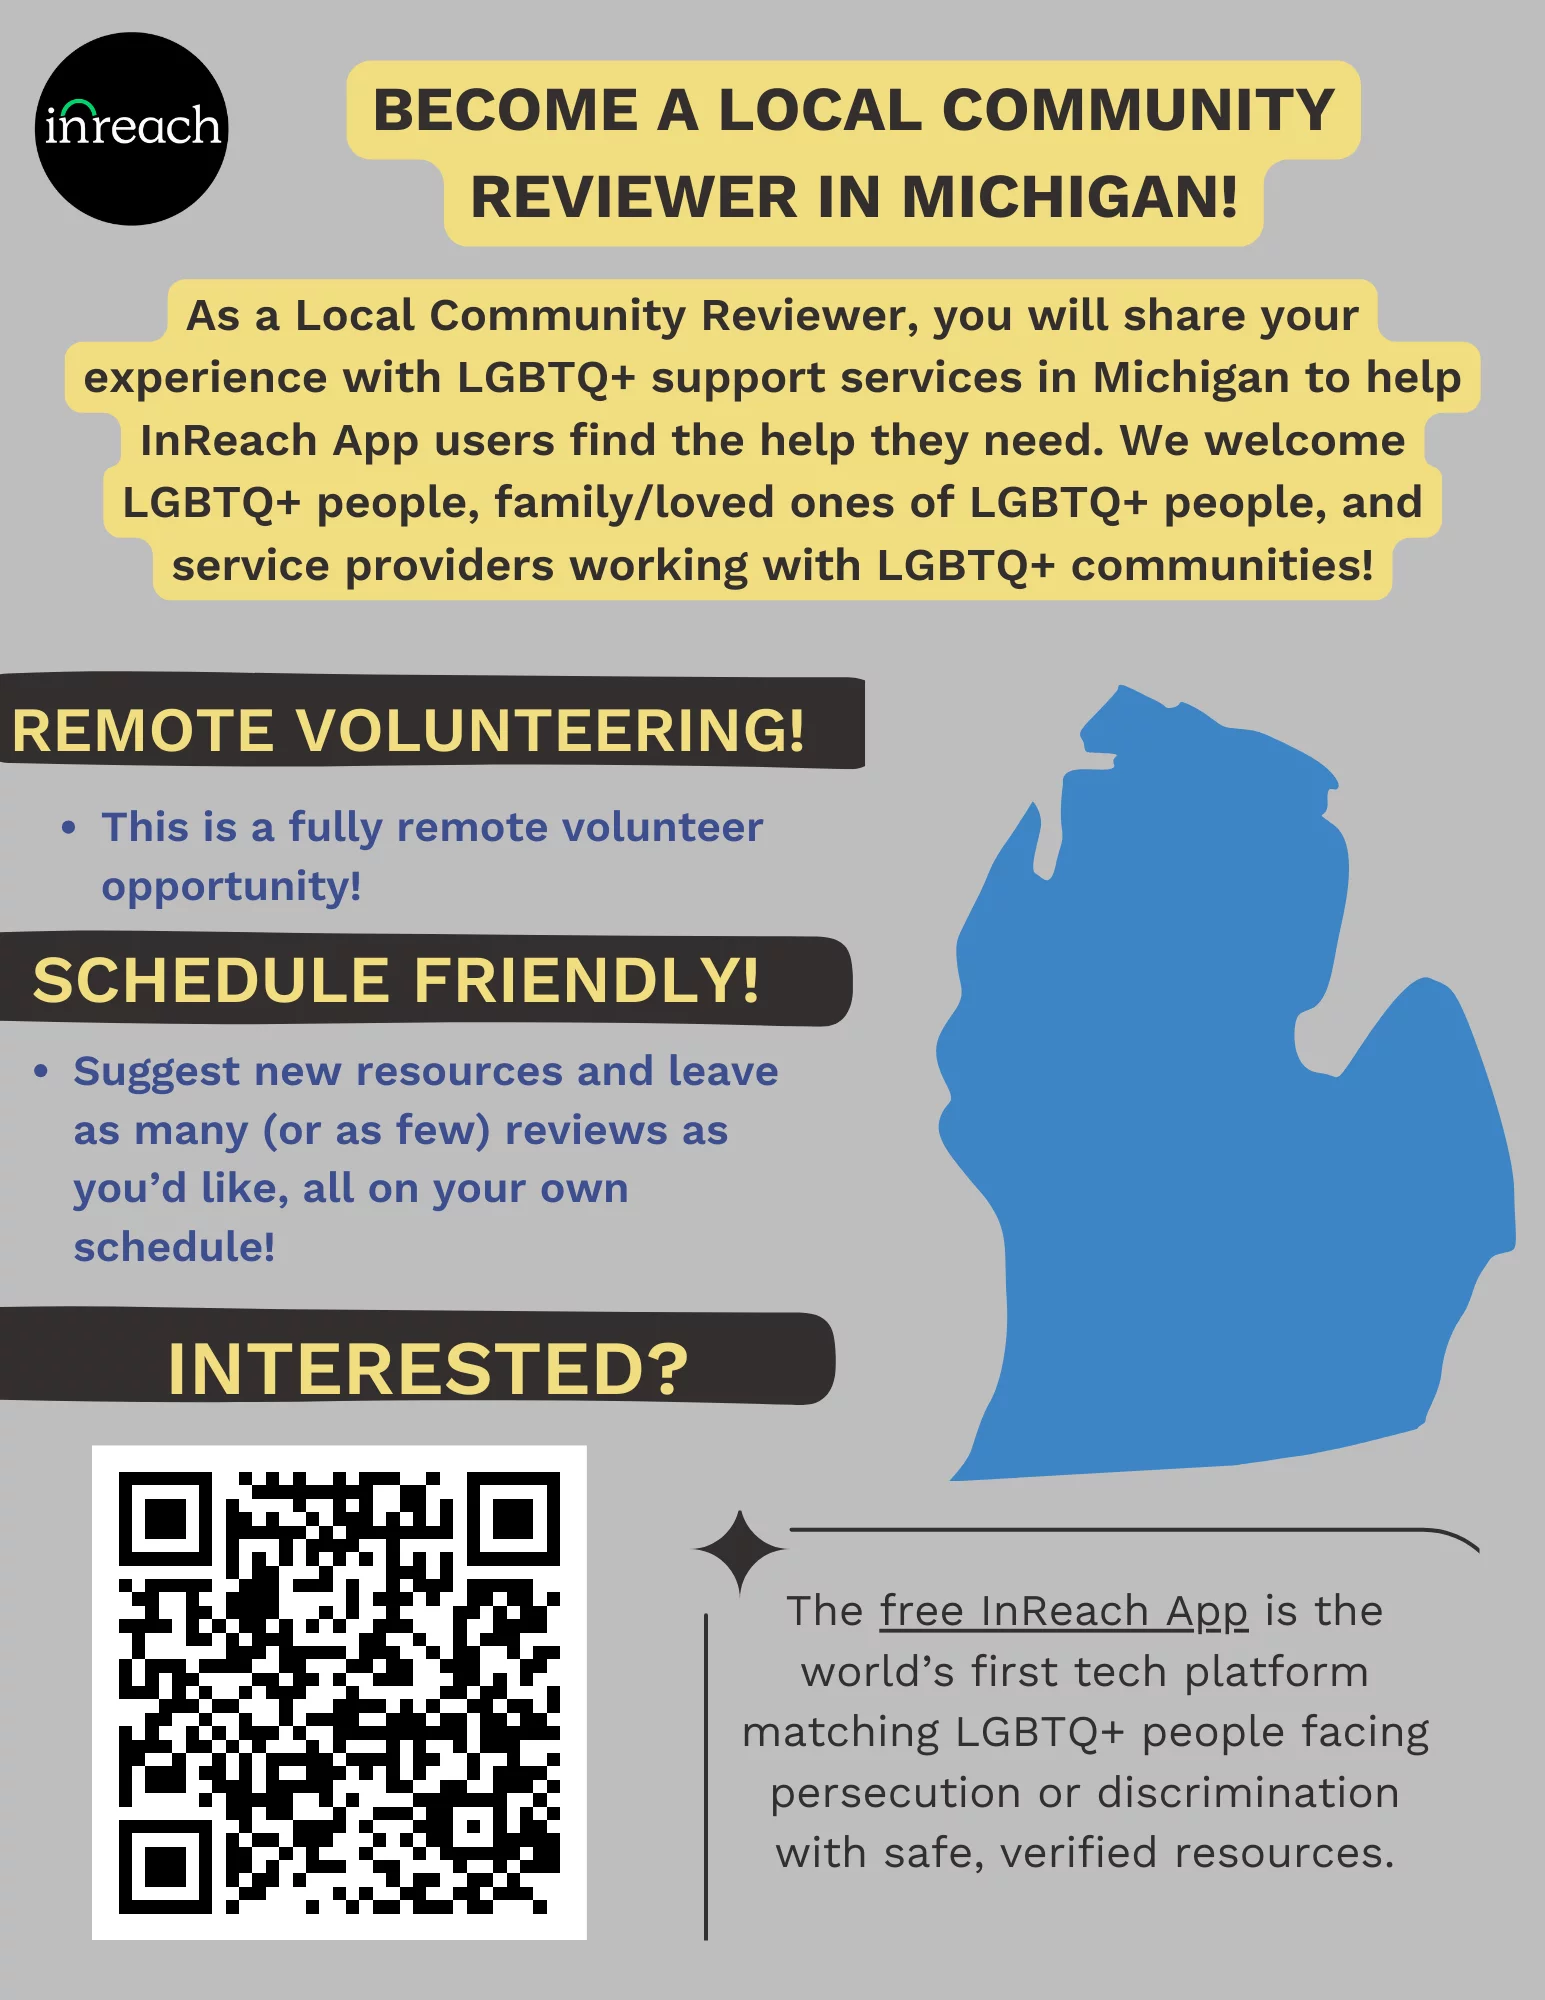 inreach
BECOME A LOCAL COMMUNITY
REVIEWER IN MICHIGAN!
As a Local Community Reviewer, you will share your
experience with LGBTQ+ support services in Michigan to help
InReach App users find the help they need. We welcome
LGBTQ+ people, family/loved ones of LGBTQ+ people, and
service providers working with LGBTQ+ communities!
REMOTE VOLUNTEERING!
• This is a fully remote volunteer
opportunity!
SCHEDULE FRIENDLY!
• Suggest new resources and leave
as many (or as few) reviews as
you’d like, all on your own
schedule!
INTERESTED?
The free InReach App is the
world’s first tech platform
matching LGBTQ+ people facing
persecution or discrimination
with safe, verified resources.